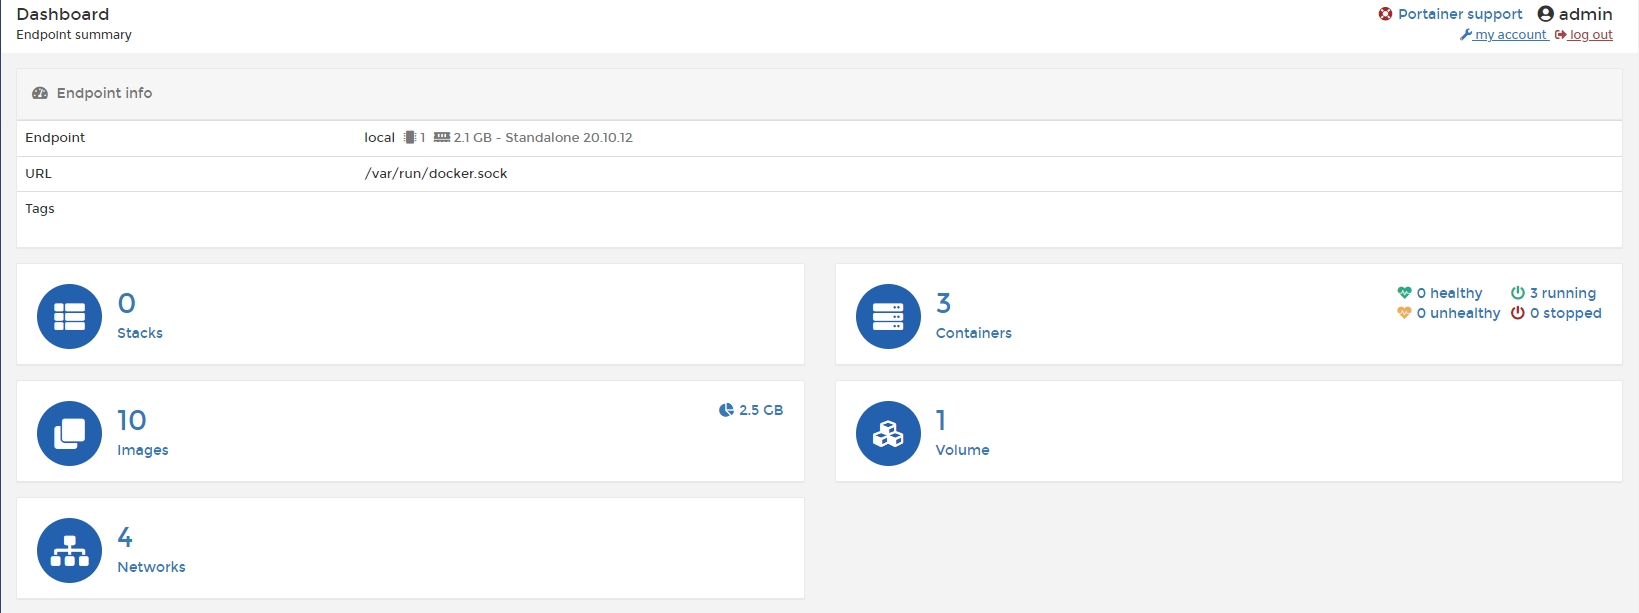 Dashboard
Portainer support admin
Endpoint summary
my account log out
Endpoint info
Endpoint local 1 2.1 GB - Standalone 20.10.12
URL /var/run/docker.sock
Tags
0
Stacks
3
Containers
0 healthy 3 running
0 unhealthy 0 stopped
10
Images
2.5 GB
1
Volume
4
Networks